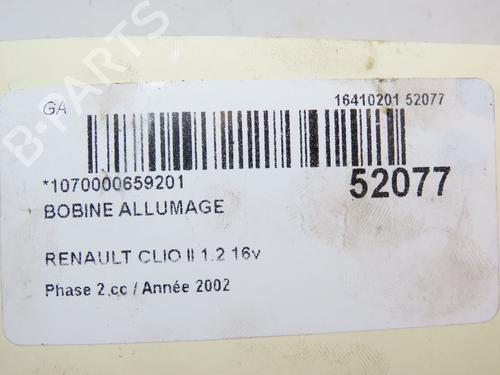 B-PARTS
GA
16410201 52077
*1070000659201
52077
BOBINE ALLUMAGE
RENAULT CLIO II 1.2 16v
Phase 2 cc / Année 2002